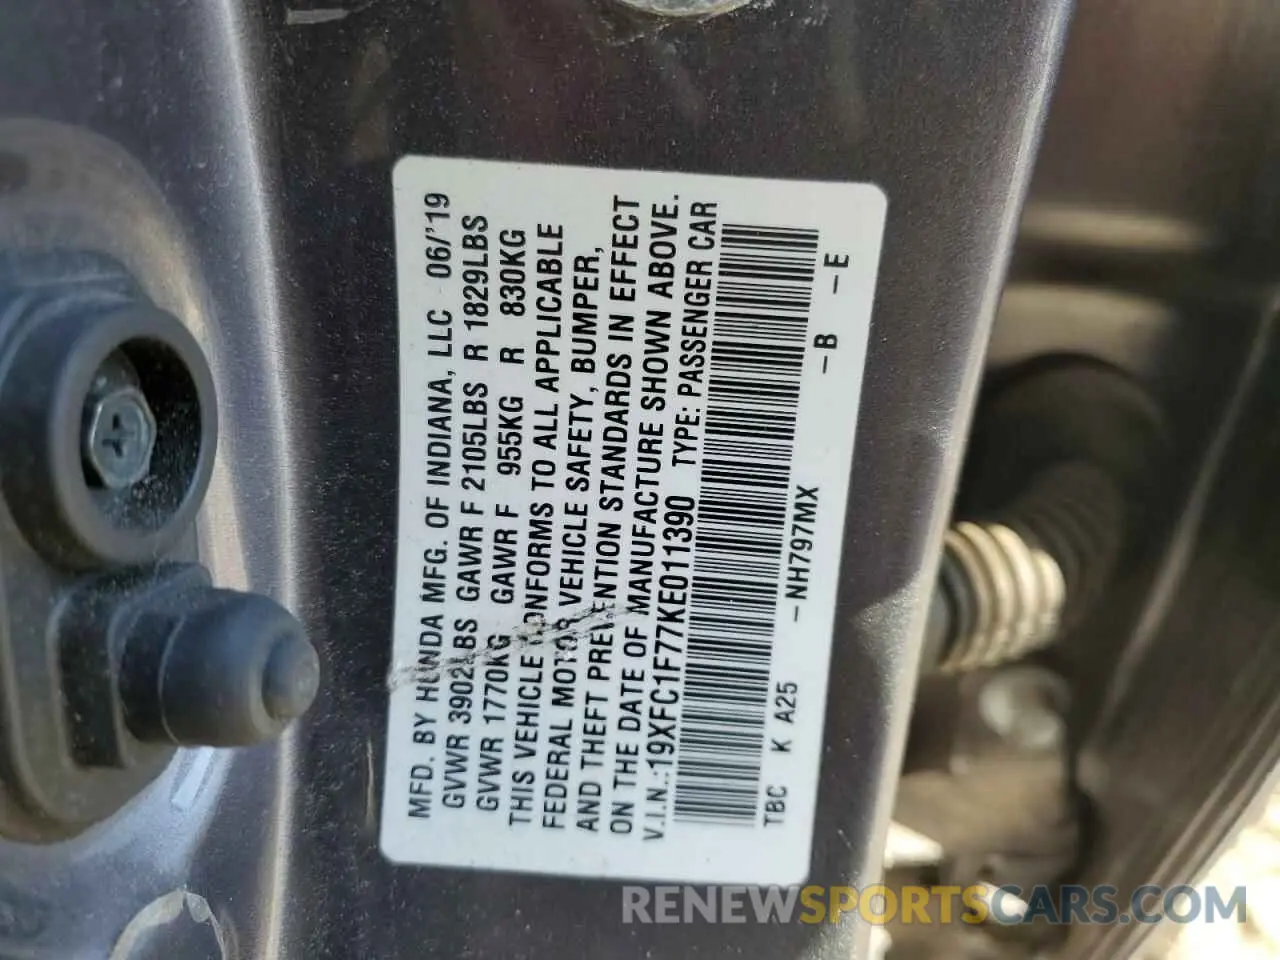 MFD. BY HONDA MFG. OF INDIANA, LLC 06/'19
GVWR 3902LBS GAWR F 2105LBS R 1829LBS
GVWR 1770KG GAWR F 955KG R 830KG
THIS VEHICLE CONFORMS TO ALL APPLICABLE
FEDERAL MOTOR VEHICLE SAFETY, BUMPER,
AND THEFT PREVENTION STANDARDS IN EFFECT
ON THE DATE OF MANUFACTURE SHOWN ABOVE.
V.I.N.:19XFC1F77KE011390 TYPE: PASSENGER CAR
TBC K A25 -NH797MX -B -E
RENEWSPORTSCARS.COM